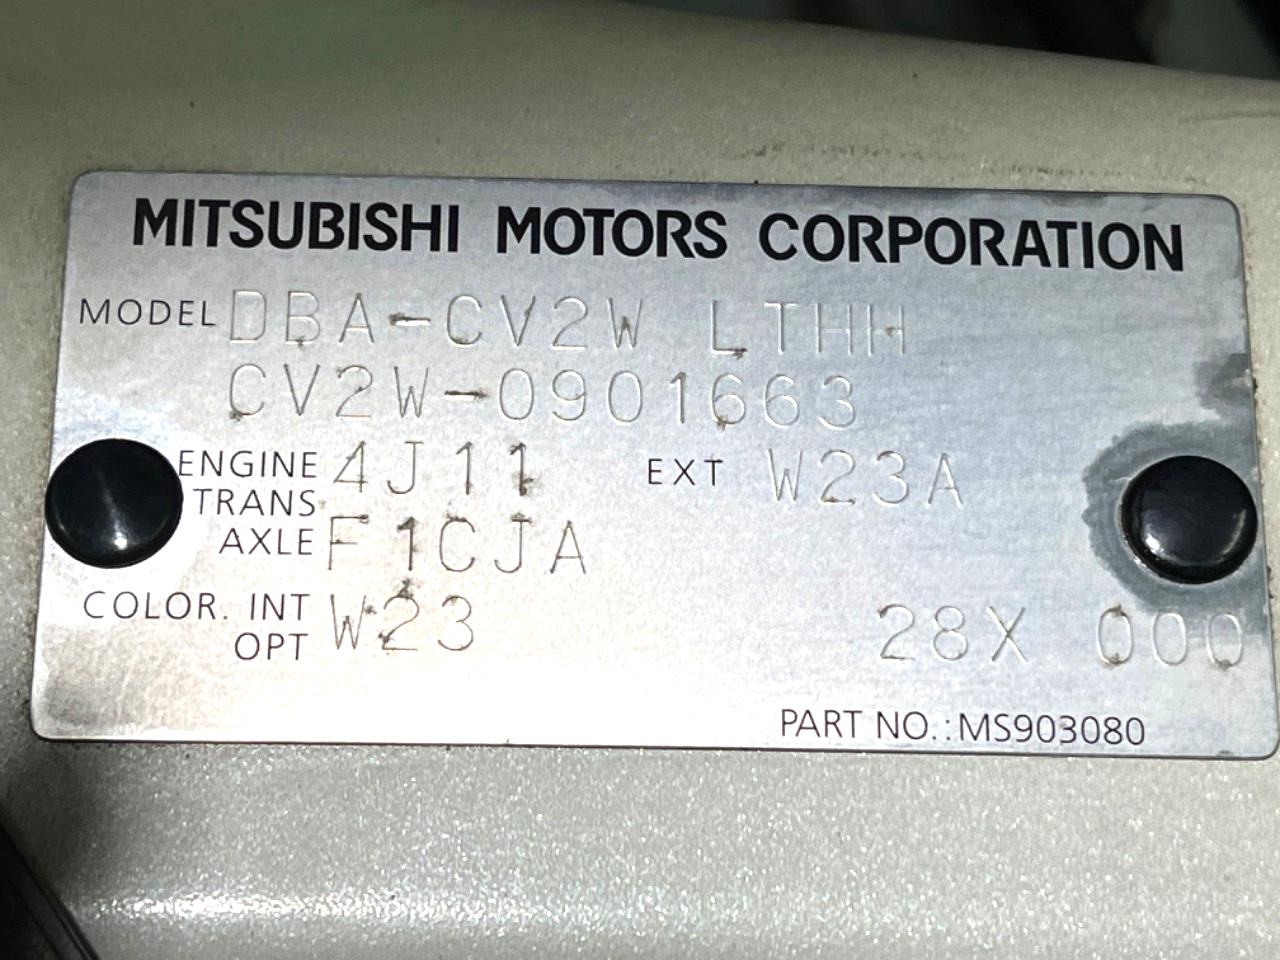 MITSUBISHI MOTORS CORPORATION
MODEL DBA-CV2W LTHH
CV2W-0901663
ENGINE 4J11 EXT W23A
TRANS
AXLE F1CJA
COLOR. INT
OPT W23 28X 000
PART NO.:MS903080